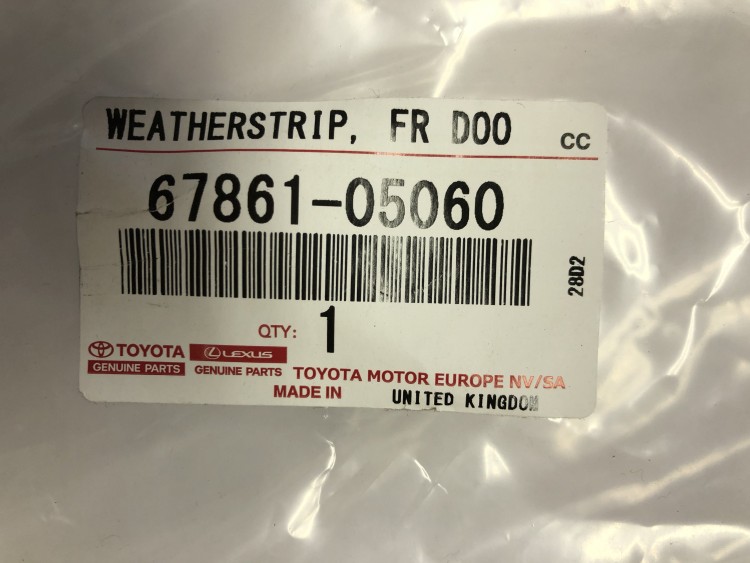 WEATHERSTRIP, FR DOO CC
67861-05060
28D2
QTY: 1
TOYOTA LEXUS
GENUINE PARTS GENUINE PARTS TOYOTA MOTOR EUROPE NV/SA
MADE IN UNITED KINGDOM